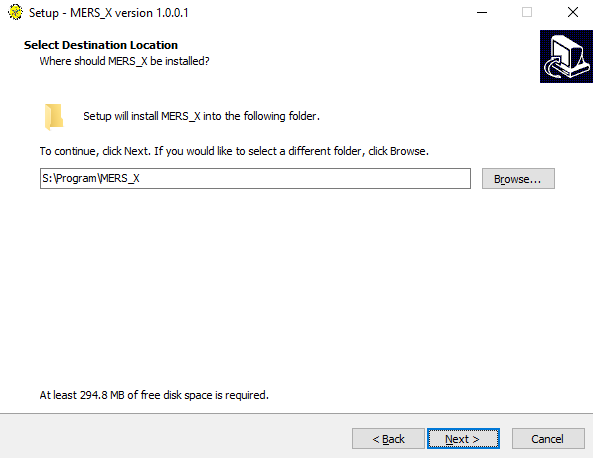 Setup - MERS_X version 1.0.0.1
Select Destination Location
Where should MERS_X be installed?
Setup will install MERS_X into the following folder.
To continue, click Next. If you would like to select a different folder, click Browse.
S:\Program\MERS_X
Browse...
At least 294.8 MB of free disk space is required.
< Back
Next >
Cancel